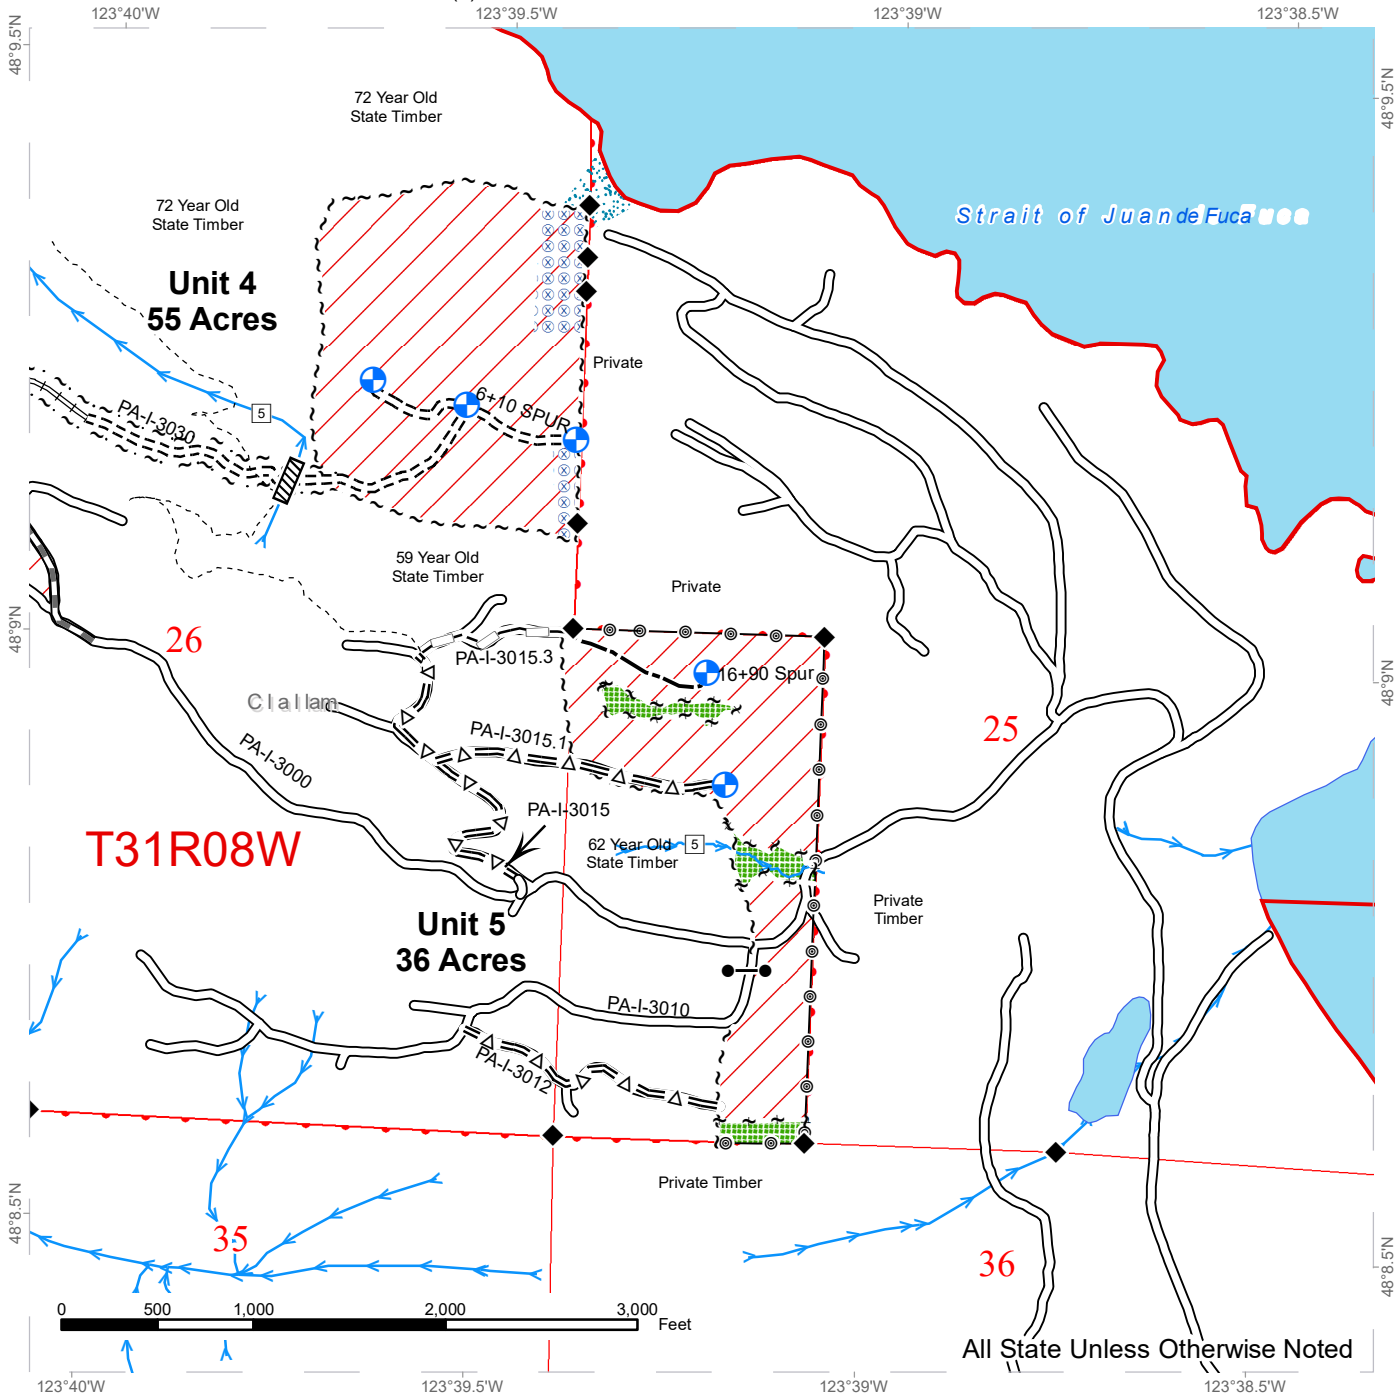 123°40'W
123°39.5'W
123°39'W
123°38.5'W
48°9.5'N
48°9.5'N
72 Year Old
State Timber
72 Year Old
State Timber
Strait of Juan de Fuca
Unit 4
55 Acres
Private
6+10 SPUR
PA-I-3030
5
59 Year Old
State Timber
Private
48°9'N
48°9'N
26
PA-I-3015.3
16+90 Spur
Clallam
25
PA-I-3015.1
PA-I-3000
PA-I-3015
T31R08W
62 Year Old
State Timber
5
Private
Timber
Unit 5
36 Acres
PA-I-3010
PA-I-3012
Private Timber
48°8.5'N
48°8.5'N
35
36
0 500 1,000 2,000 3,000
Feet
All State Unless Otherwise Noted
123°40'W
123°39.5'W
123°39'W
123°38.5'W